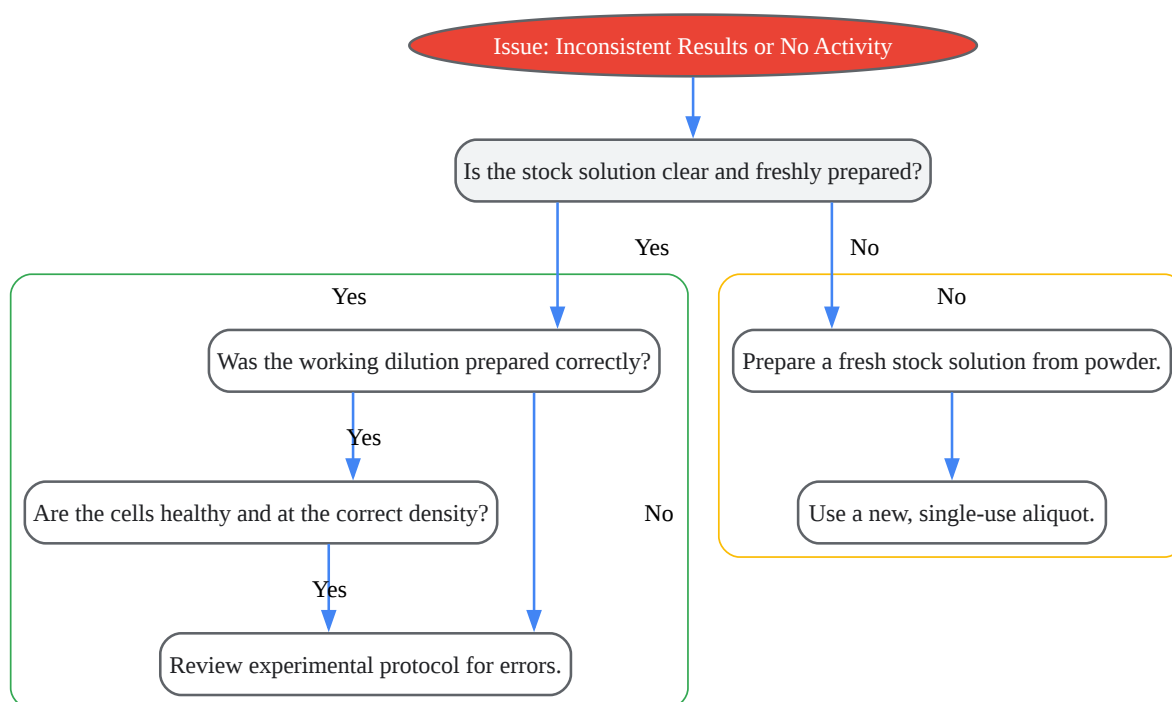 Issue: Inconsistent Results or No Activity
Is the stock solution clear and freshly prepared?
Yes
No
Yes
No
Was the working dilution prepared correctly?
Prepare a fresh stock solution from powder.
Yes
Are the cells healthy and at the correct density?
No
Use a new, single-use aliquot.
Yes
Review experimental protocol for errors.